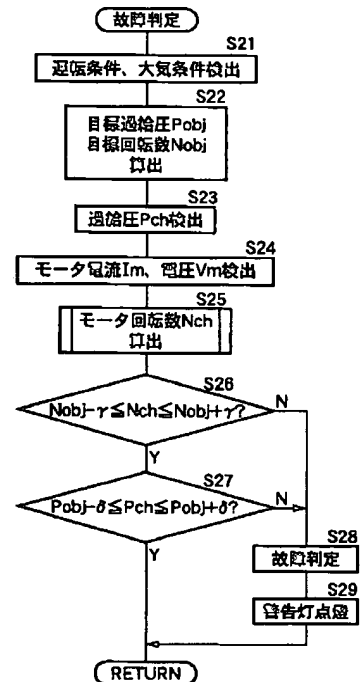 故障判定
S21
運転条件、大気条件検出
S22
目標過給圧Pobj
目標回転数Nobj
算出
S23
過給圧Pch検出
S24
モータ電流Im、電圧Vm検出
S25
モータ回転数Nch
算出
S26
Nobj-γ≦Nch≦Nobj+γ?
N
Y
S27
Pobj-δ≦Pch≦Pobj+δ?
N
Y
S28
故障判定
S29
警告灯点燈
RETURN